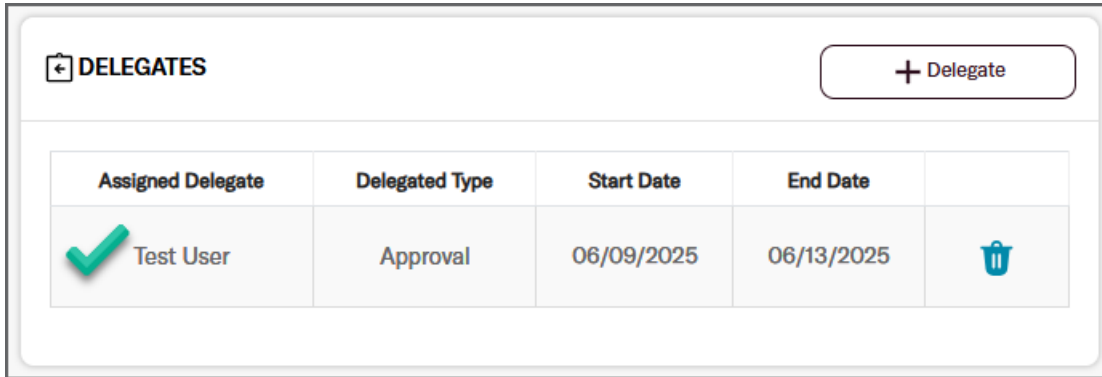 DELEGATES
+ Delegate
Assigned Delegate Delegated Type Start Date End Date
Test User Approval 06/09/2025 06/13/2025